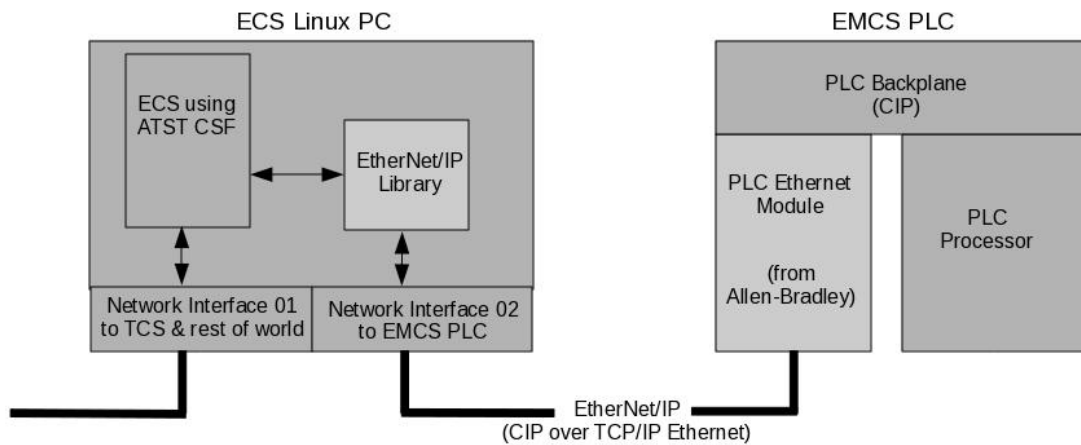 ECS Linux PC
EMCS PLC
ECS using
ATST CSF
EtherNet/IP
Library
Network Interface 01
to TCS & rest of world
Network Interface 02
to EMCS PLC
PLC Backplane
(CIP)
PLC Ethernet
Module
(from
Allen-Bradley)
PLC
Processor
EtherNet/IP
(CIP over TCP/IP Ethernet)